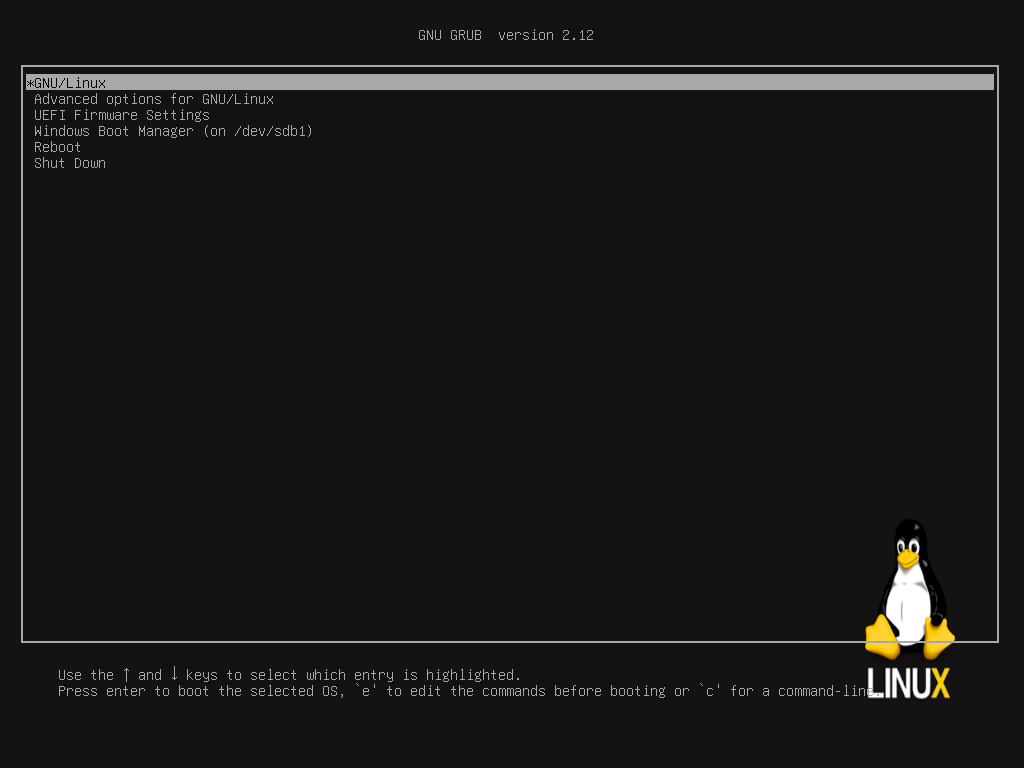 GNU GRUB  version 2.12
*GNU/Linux
Advanced options for GNU/Linux
UEFI Firmware Settings
Windows Boot Manager (on /dev/sdb1)
Reboot
Shut Down
Use the ↑ and ↓ keys to select which entry is highlighted.
Press enter to boot the selected OS, `e' to edit the commands before booting or `c' for a command-line.
LINUX